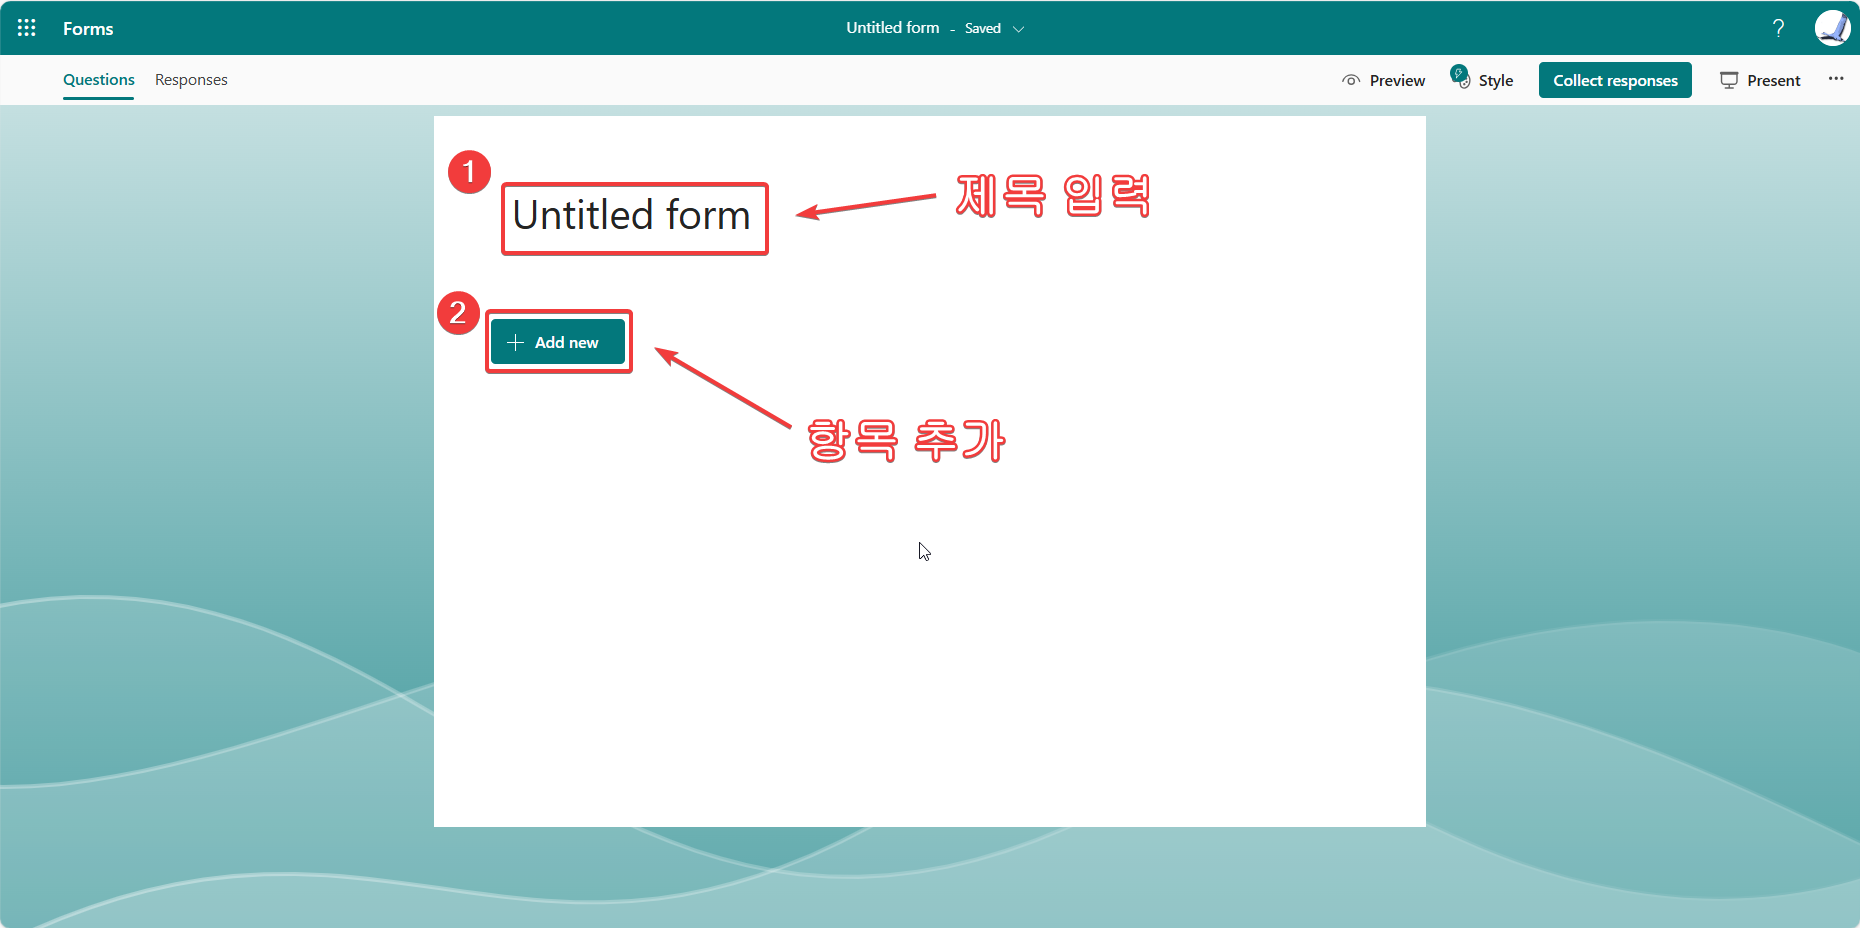 Forms
Untitled form - Saved
?
Questions Responses
Preview Style Collect responses Present ...
1
Untitled form
제목 입력
2
+ Add new
항목 추가